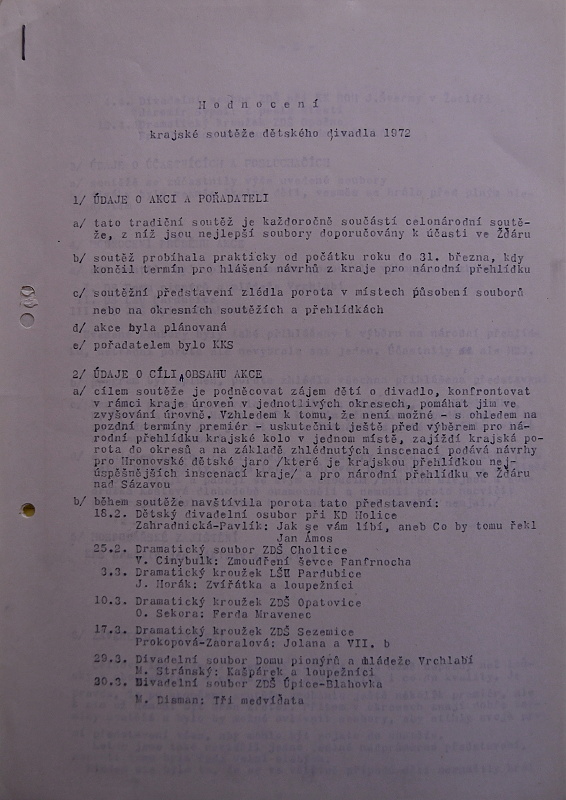 Hodnocení
krajské soutěže dětského divadla 1972
1/ ÚDAJE O AKCI A POŘADATELI
a/ tato tradiční soutěž je každoročně součástí celonárodní soutě-
že, z níž jsou nejlepší soubory doporučovány k účasti ve Žďáru
b/ soutěž probíhala prakticky od počátku roku do 31. března, kdy
končil termín pro hlášení návrhů z kraje pro národní přehlídku
c/ soutěžní představení zlédla porota v místech působení souborů
nebo na okresních soutěžích a přehlídkách
d/ akce byla plánovaná
e/ pořadatelem bylo KKS
2/ ÚDAJE O CÍLI, OBSAHU AKCE
a/ cílem soutěže je podněcovat zájem dětí o divadlo, konfrontovat
v rámci kraje úroveň v jednotlivých okresech, pomáhat jim ve
zvyšování úrovně. Vzhledem k tomu, že není možné - s ohledem na
pozdní termíny premiér - uskutečnit ještě před výběrem pro ná-
rodní přehlídku krajské kolo v jednom místě, zajíždí krajská po-
rota do okresů a na základě zhlédnutých inscenací podává návrhy
pro Hronovské dětské jaro /které je krajskou přehlídkou nej-
úspěšnějších inscenací kraje/ a pro národní přehlídku ve Žďáru
nad Sázavou
b/ během soutěže navštívila porota tato představení:
18.2. Dětský divadelní osubor při KD Holice
Zahradnická-Pavlík: Jak se vám líbí, aneb Co by tomu řekl
Jan Ámos
25.2. Dramatický soubor ZDŠ Choltice
V. Cinybulk: Zmoudření ševce Fanfrnocha
3.3. Dramatický kroužek LŠU Pardubice
J. Horák: Zvířátka a loupežníci
10.3. Dramatický kroužek ZDŠ Opatovice
O. Sekora: Ferda Mravenec
17.3. Dramatický kroužek ZDŠ Sezemice
Prokopová-Zaoralová: Jolana a VII. b
29.3. Divadelní soubor Domu pionýrů a mládeže Vrchlabí
M. Stránský: Kašpárek a loupežníci
30.3. Divadelní soubor ZDŠ Úpice-Blahovka
M. Disman: Tři medvíďata